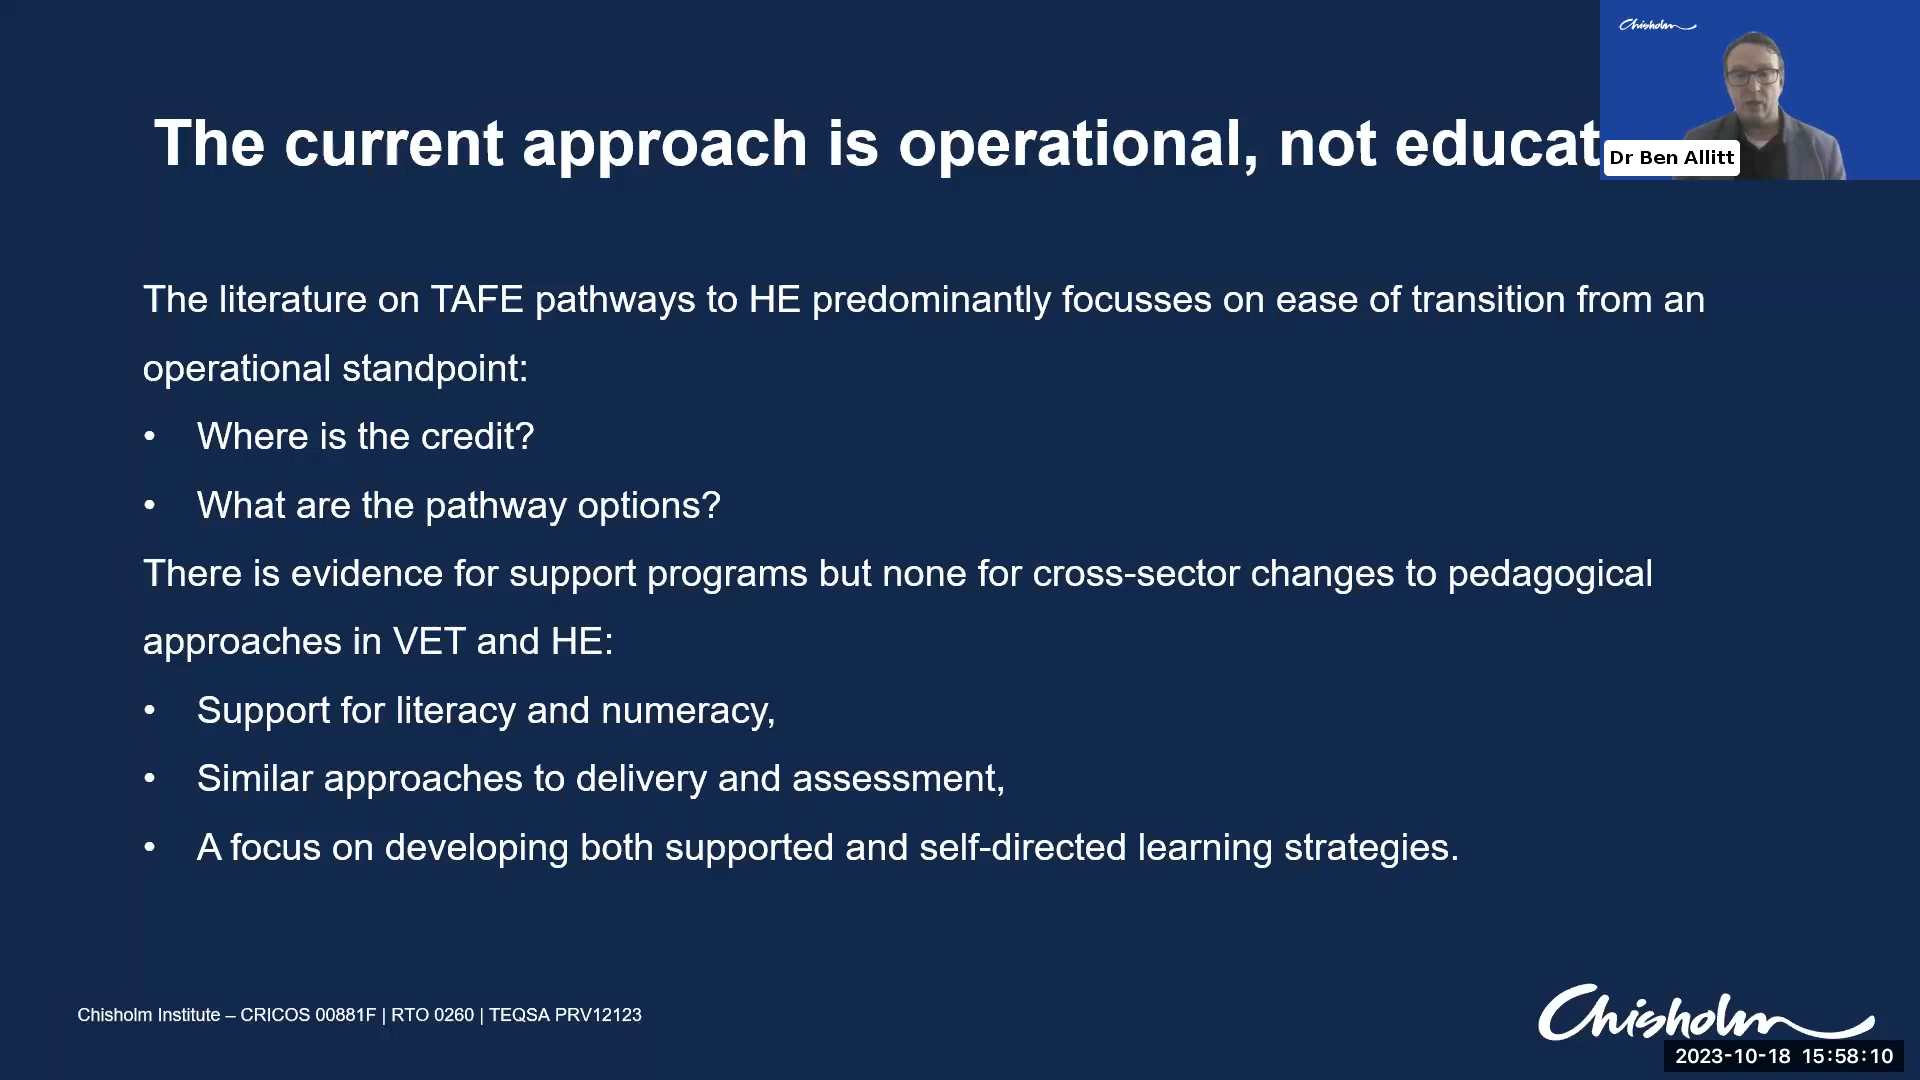 Chisholm
The current approach is operational, not educat
Dr Ben Allitt
The literature on TAFE pathways to HE predominantly focusses on ease of transition from an
operational standpoint:
• Where is the credit?
• What are the pathway options?
There is evidence for support programs but none for cross-sector changes to pedagogical
approaches in VET and HE:
• Support for literacy and numeracy,
• Similar approaches to delivery and assessment,
• A focus on developing both supported and self-directed learning strategies.
Chisholm Institute – CRICOS 00881F | RTO 0260 | TEQSA PRV12123
Chisholm
2023-10-18 15:58:10